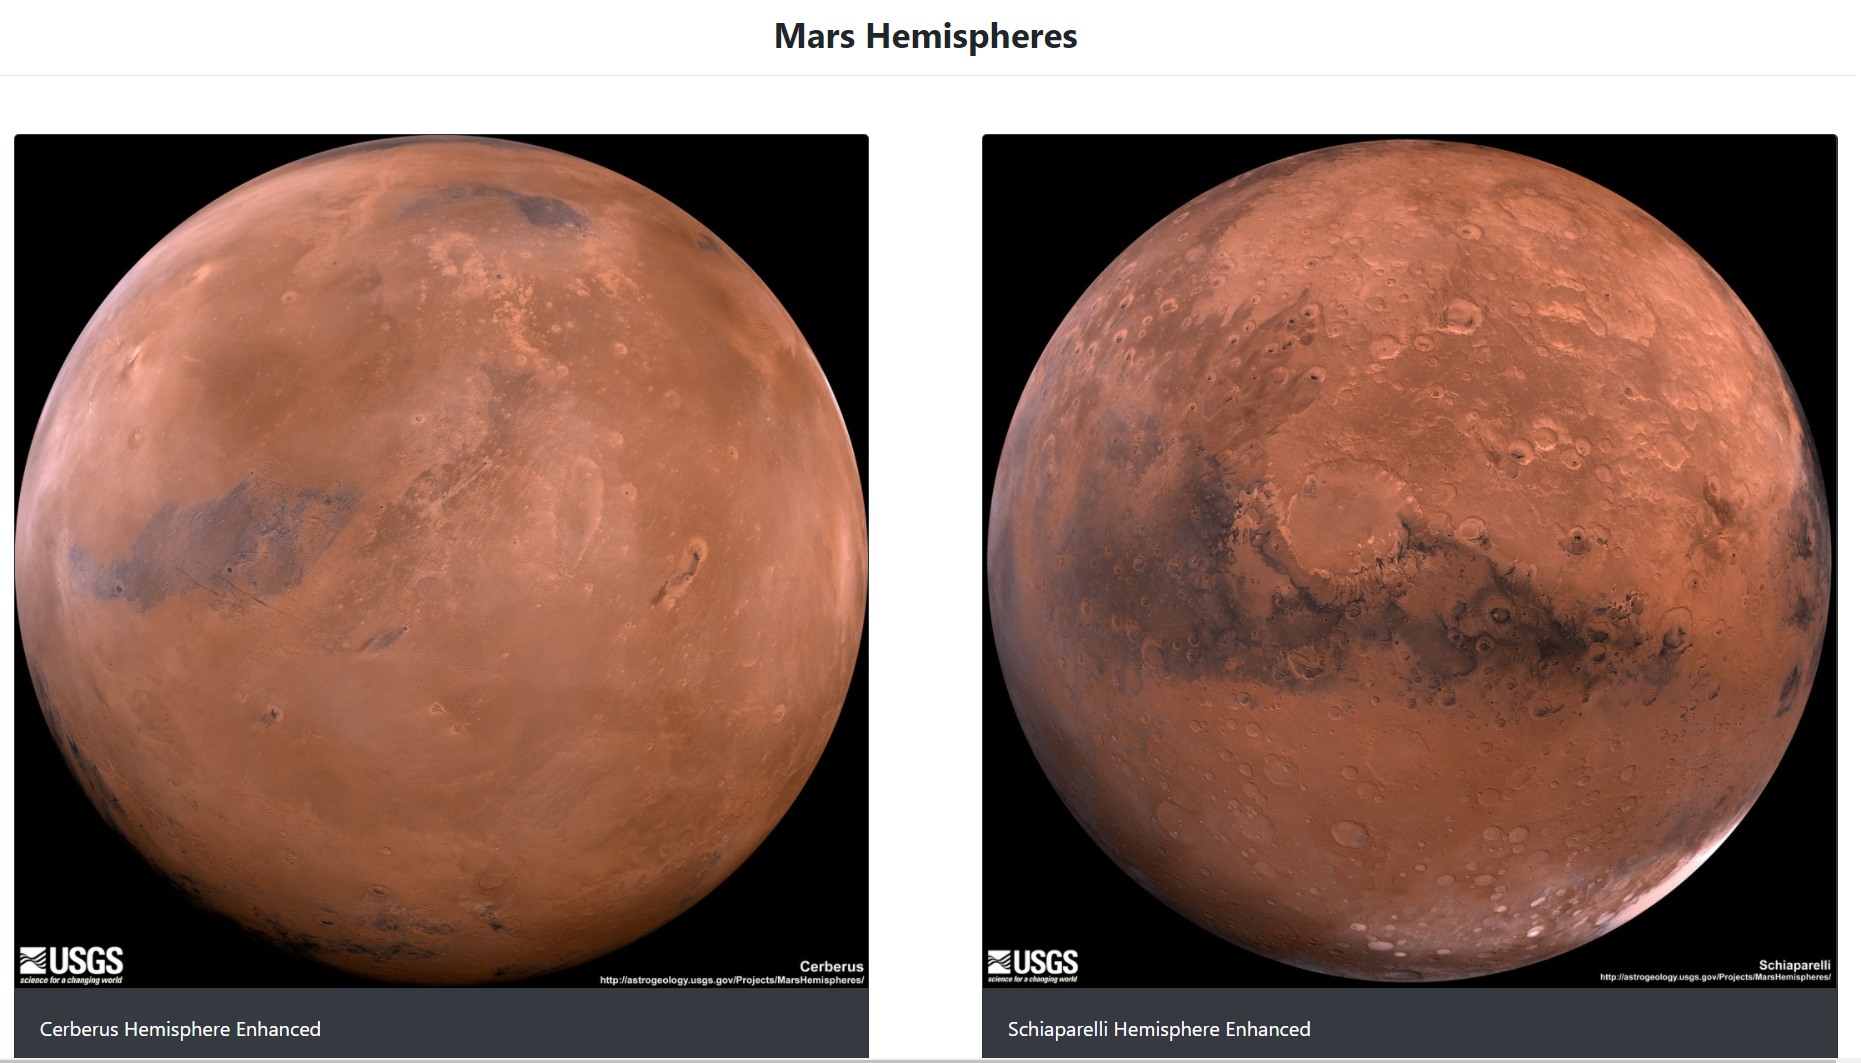 Mars Hemispheres
USGS
science for a changing world
Cerberus
http://astrogeology.usgs.gov/Projects/MarsHemispheres/
Cerberus Hemisphere Enhanced
USGS
science for a changing world
Schiaparelli
http://astrogeology.usgs.gov/Projects/MarsHemispheres/
Schiaparelli Hemisphere Enhanced